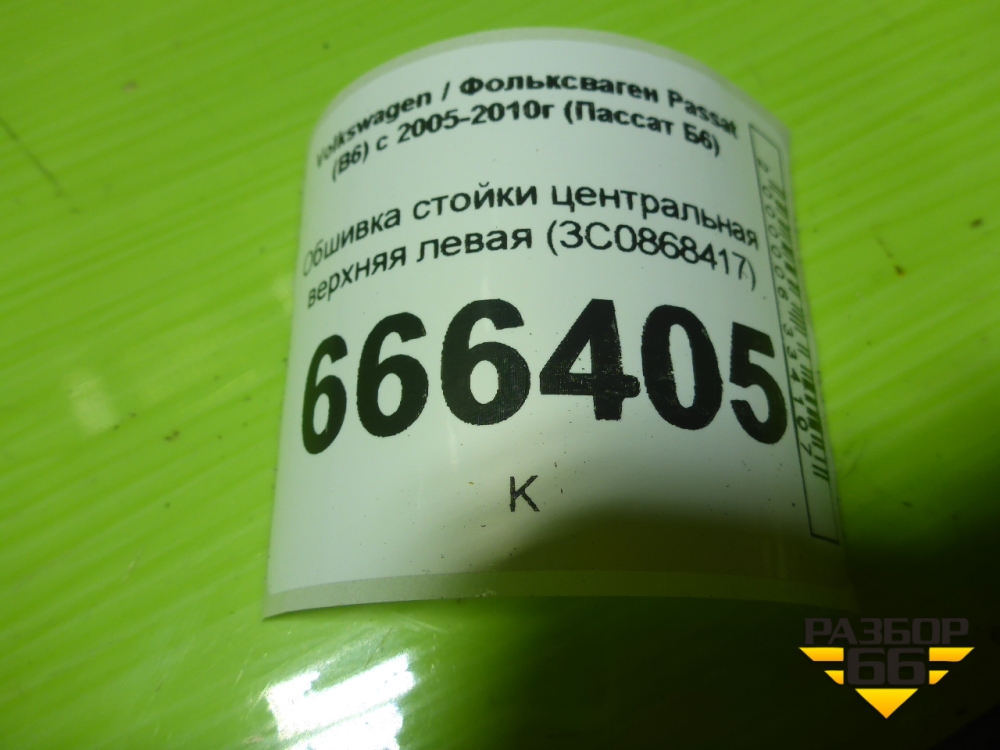 Volkswagen / Фольксваген Passat
(B6) с 2005-2010г (Пассат Б6)
Обшивка стойки центральная
верхняя левая (3C0868417)
666405
К
РАЗБОР
66